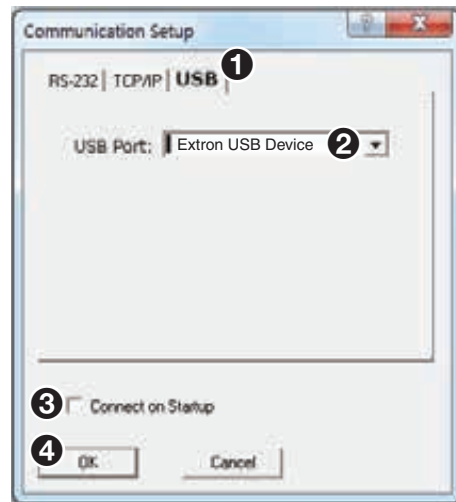 Communication Setup
RS-232 | TCP/IP | USB 1
USB Port: Extron USB Device 2
3 Connect on Startup
4 OK Cancel